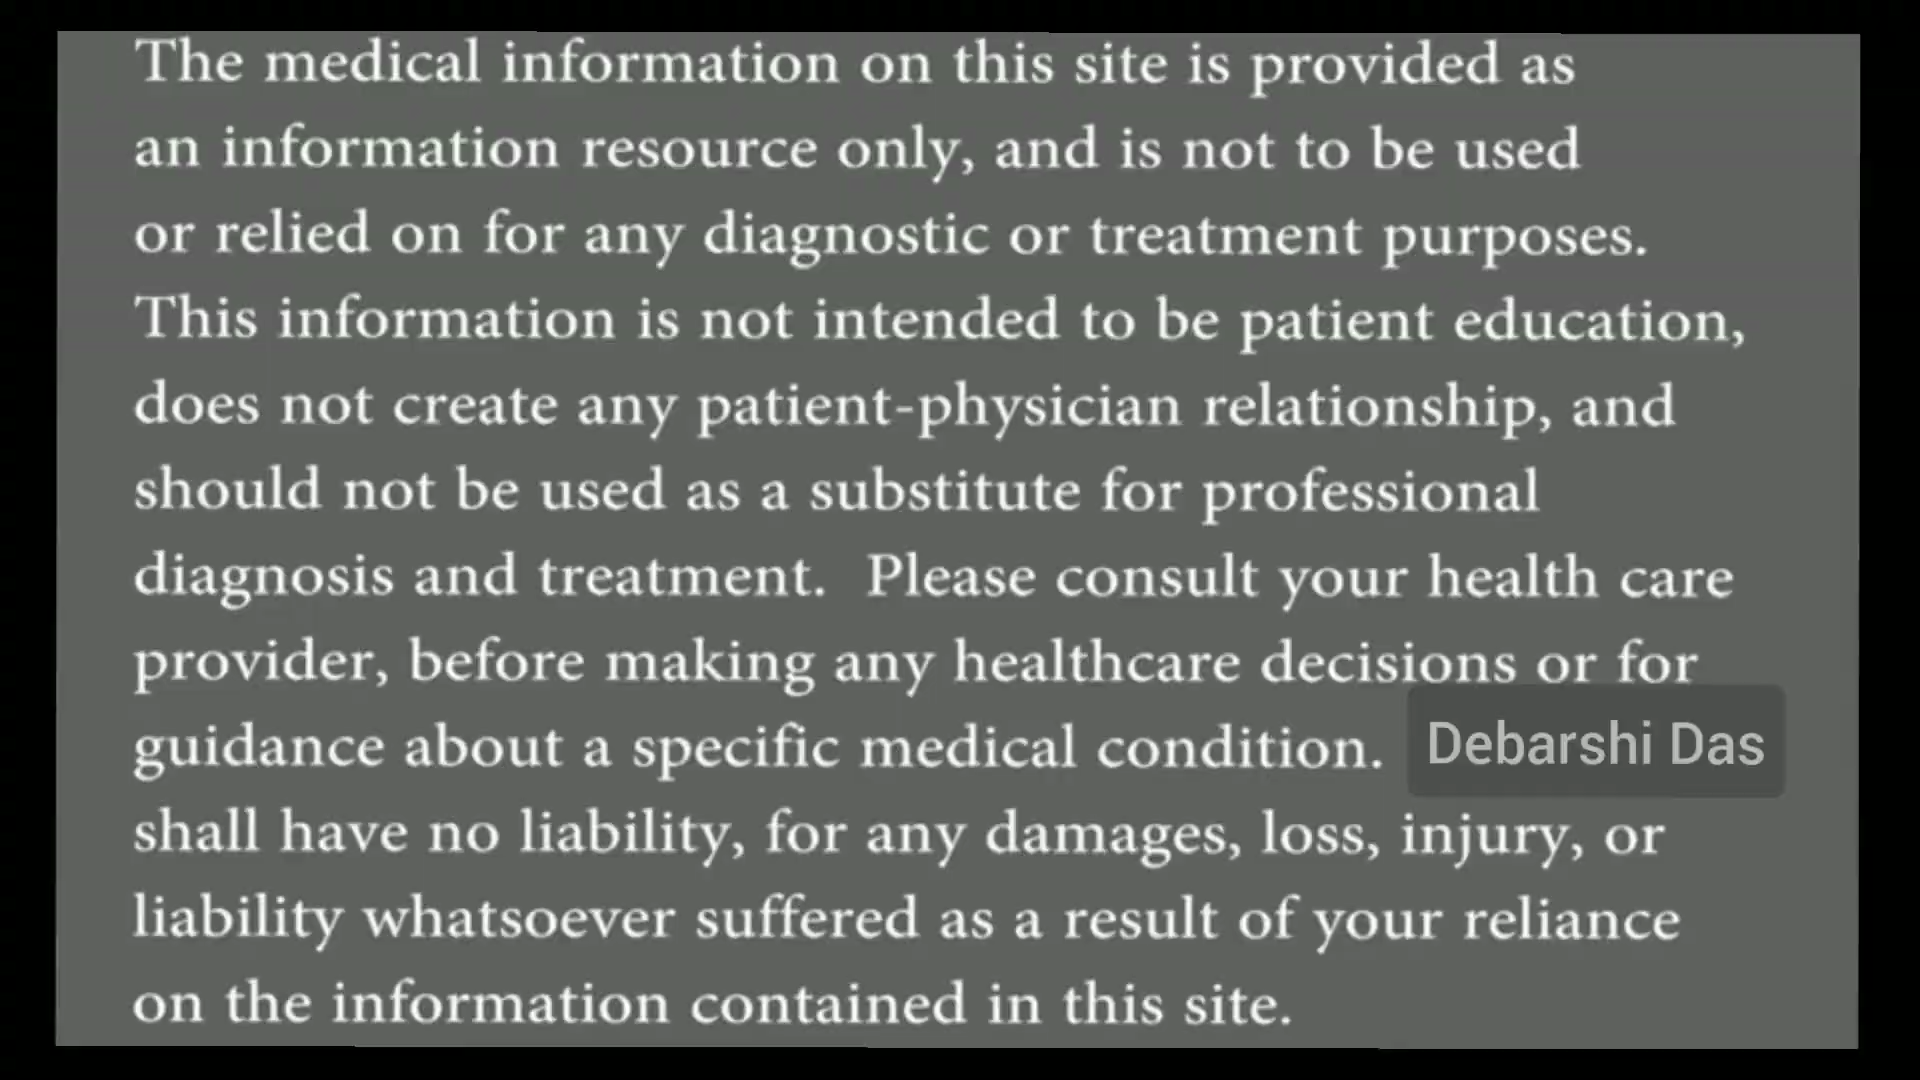 The medical information on this site is provided as
an information resource only, and is not to be used
or relied on for any diagnostic or treatment purposes.
This information is not intended to be patient education,
does not create any patient-physician relationship, and
should not be used as a substitute for professional
diagnosis and treatment.  Please consult your health care
provider, before making any healthcare decisions or for
guidance about a specific medical condition. Debarshi Das
shall have no liability, for any damages, loss, injury, or
liability whatsoever suffered as a result of your reliance
on the information contained in this site.